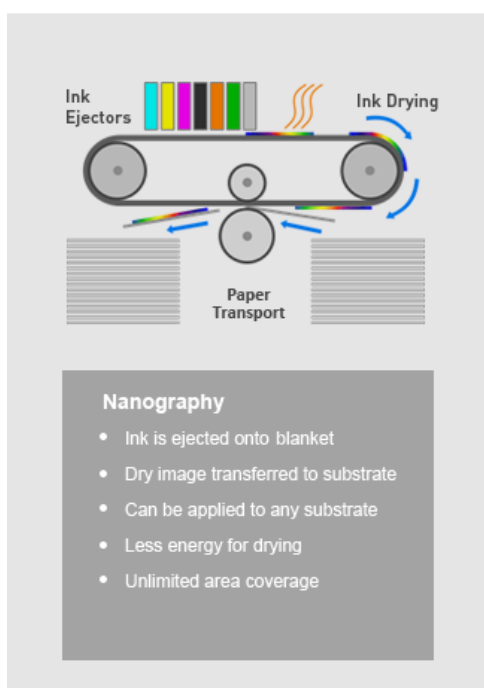 Ink
Ejectors
Ink Drying
Paper
Transport
Nanography
• Ink is ejected onto blanket
• Dry image transferred to substrate
• Can be applied to any substrate
• Less energy for drying
• Unlimited area coverage